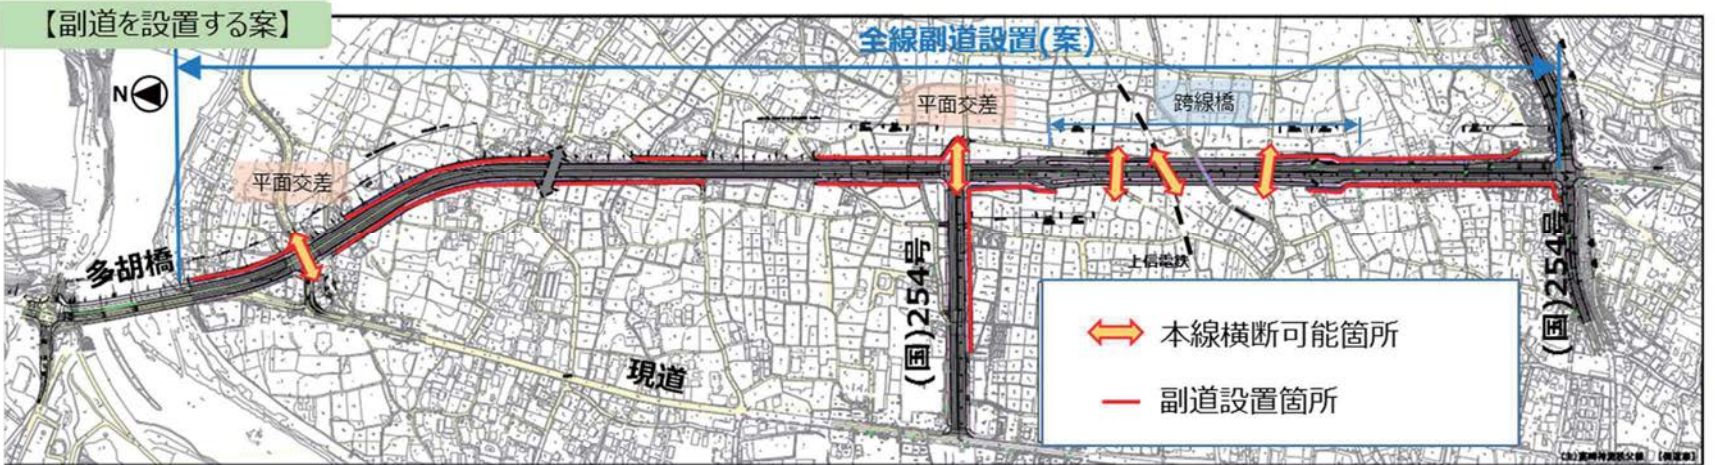 【副道を設置する案】
全線副道設置(案)
N
平面交差
跨線橋
平面交差
多胡橋
(国)254号
上信電鉄
(国)254号
現道
本線横断可能箇所
副道設置箇所